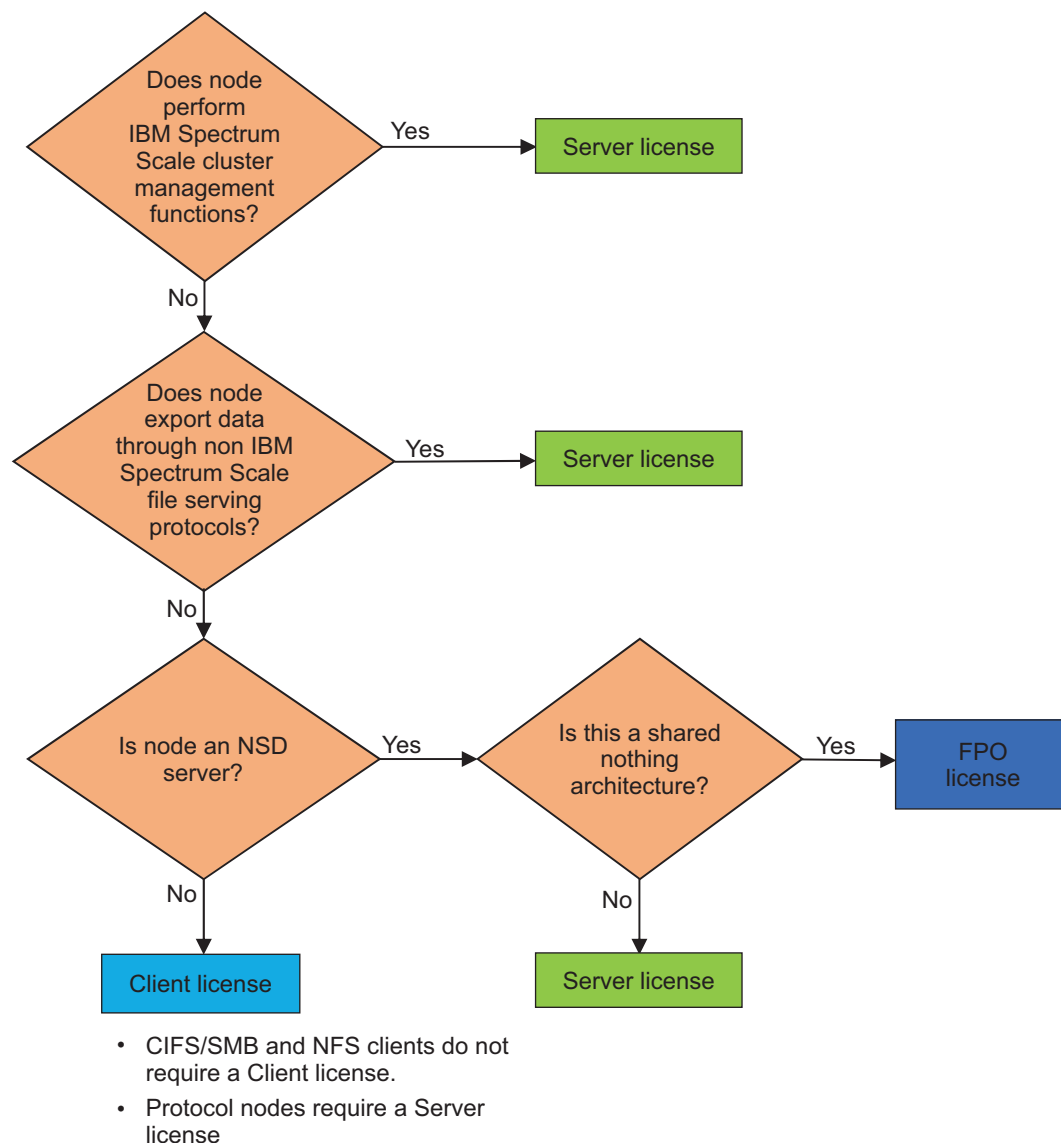 Does node
perform
IBM Spectrum
Scale cluster
management
functions?
Yes
Server license
No
Does node
export data
through non IBM
Spectrum Scale
file serving
protocols?
Yes
Server license
No
Is node an NSD
server?
Yes
Is this a shared
nothing
architecture?
Yes
FPO
license
No
No
Client license
Server license
• CIFS/SMB and NFS clients do not
require a Client license.
• Protocol nodes require a Server
license